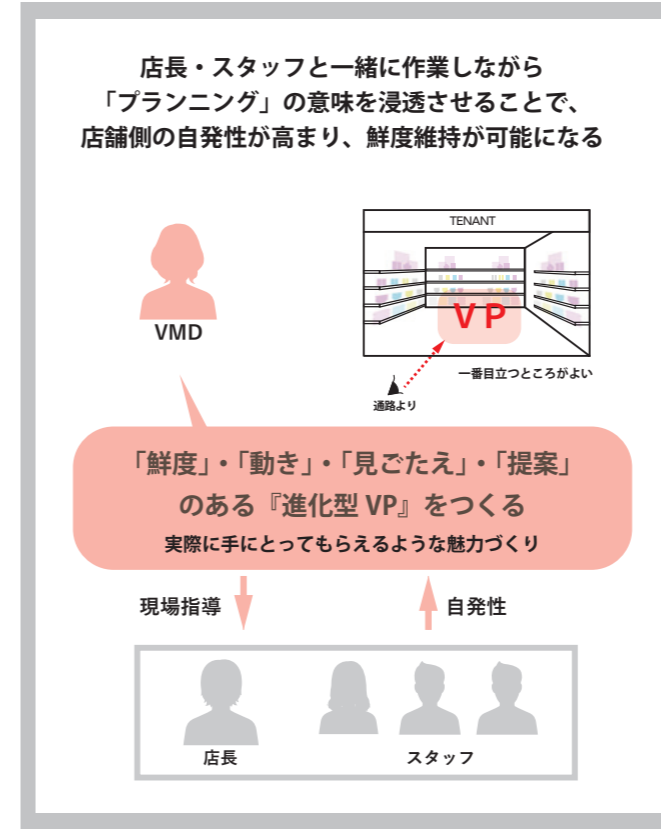 店長・スタッフと一緒に作業しながら
「プランニング」の意味を浸透させることで、
店舗側の自発性が高まり、鮮度維持が可能になる
TENANT
VMD
V P
一番目立つところがよい
通路より
「鮮度」・「動き」・「見ごたえ」・「提案」
のある『進化型 VP』をつくる
実際に手にとってもらえるような魅力づくり
現場指導
自発性
店長
スタッフ